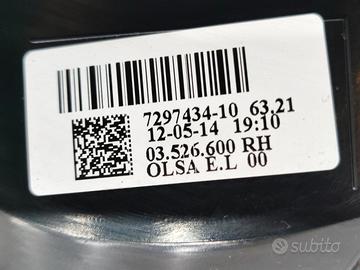 7297434-10 63.21
12-05-14 19:10
03.526.600 RH
OLSA E.L 00
subito